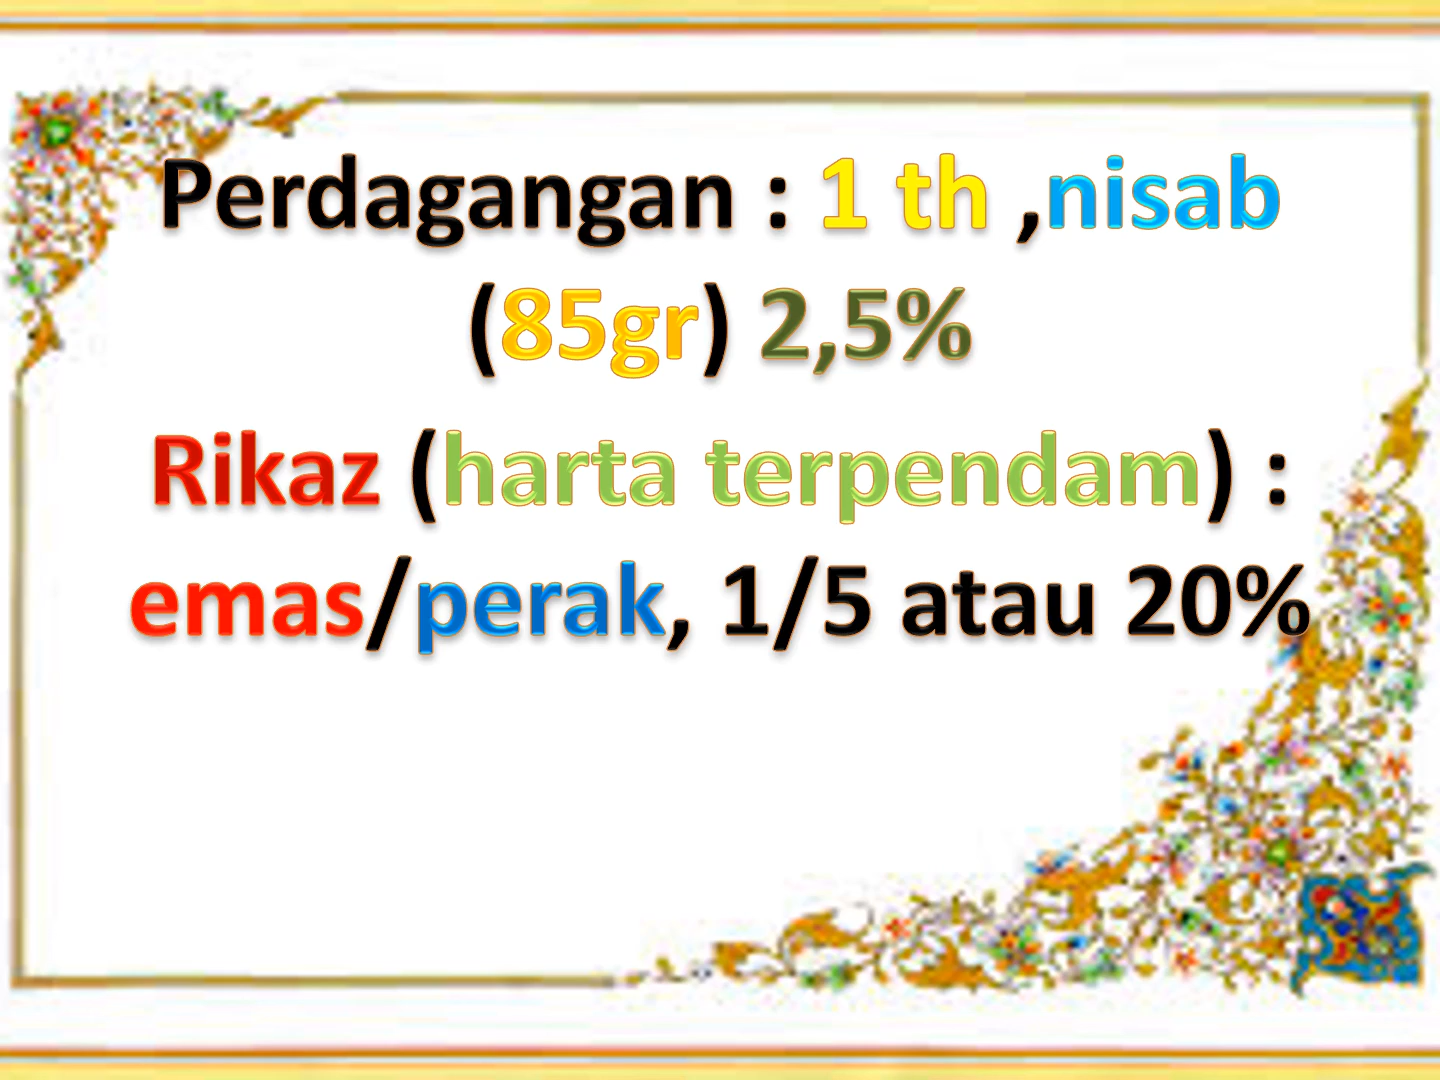 Perdagangan : 1 th ,nisab
(85gr) 2,5%
Rikaz (harta terpendam) :
emas/perak, 1/5 atau 20%